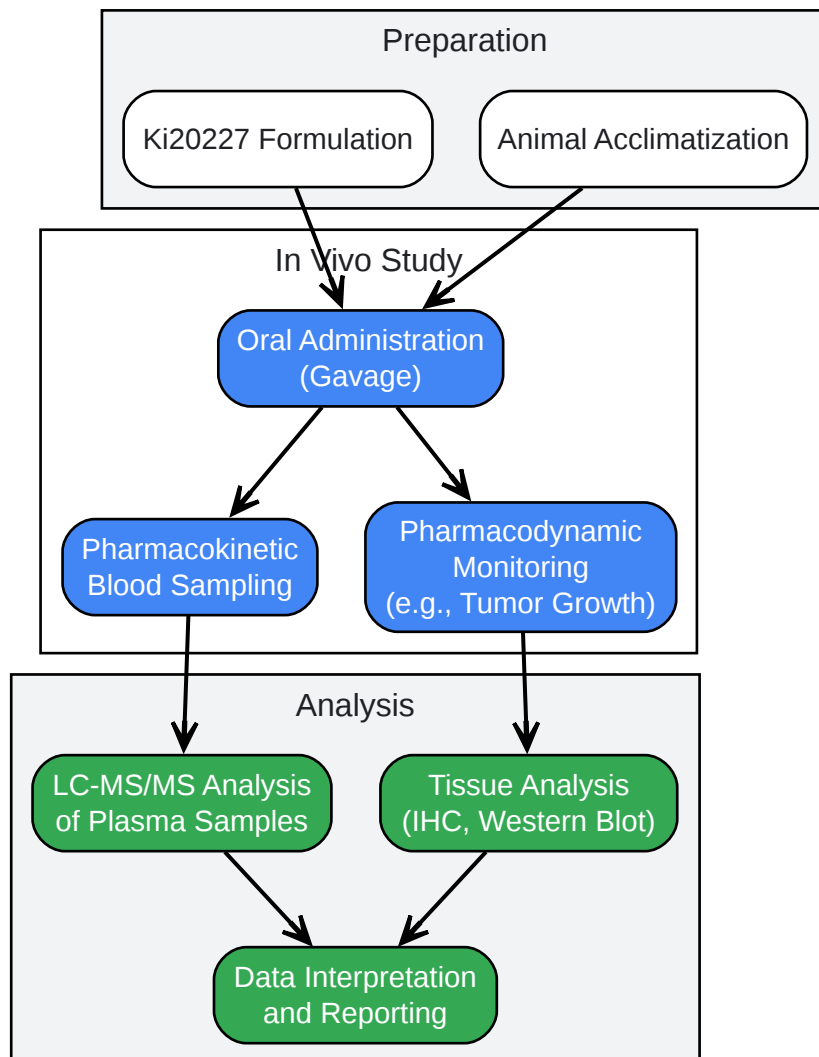 Preparation
Ki20227 Formulation
Animal Acclimatization
In Vivo Study
Oral Administration
(Gavage)
Pharmacokinetic
Blood Sampling
Pharmacodynamic
Monitoring
(e.g., Tumor Growth)
Analysis
LC-MS/MS Analysis
of Plasma Samples
Tissue Analysis
(IHC, Western Blot)
Data Interpretation
and Reporting